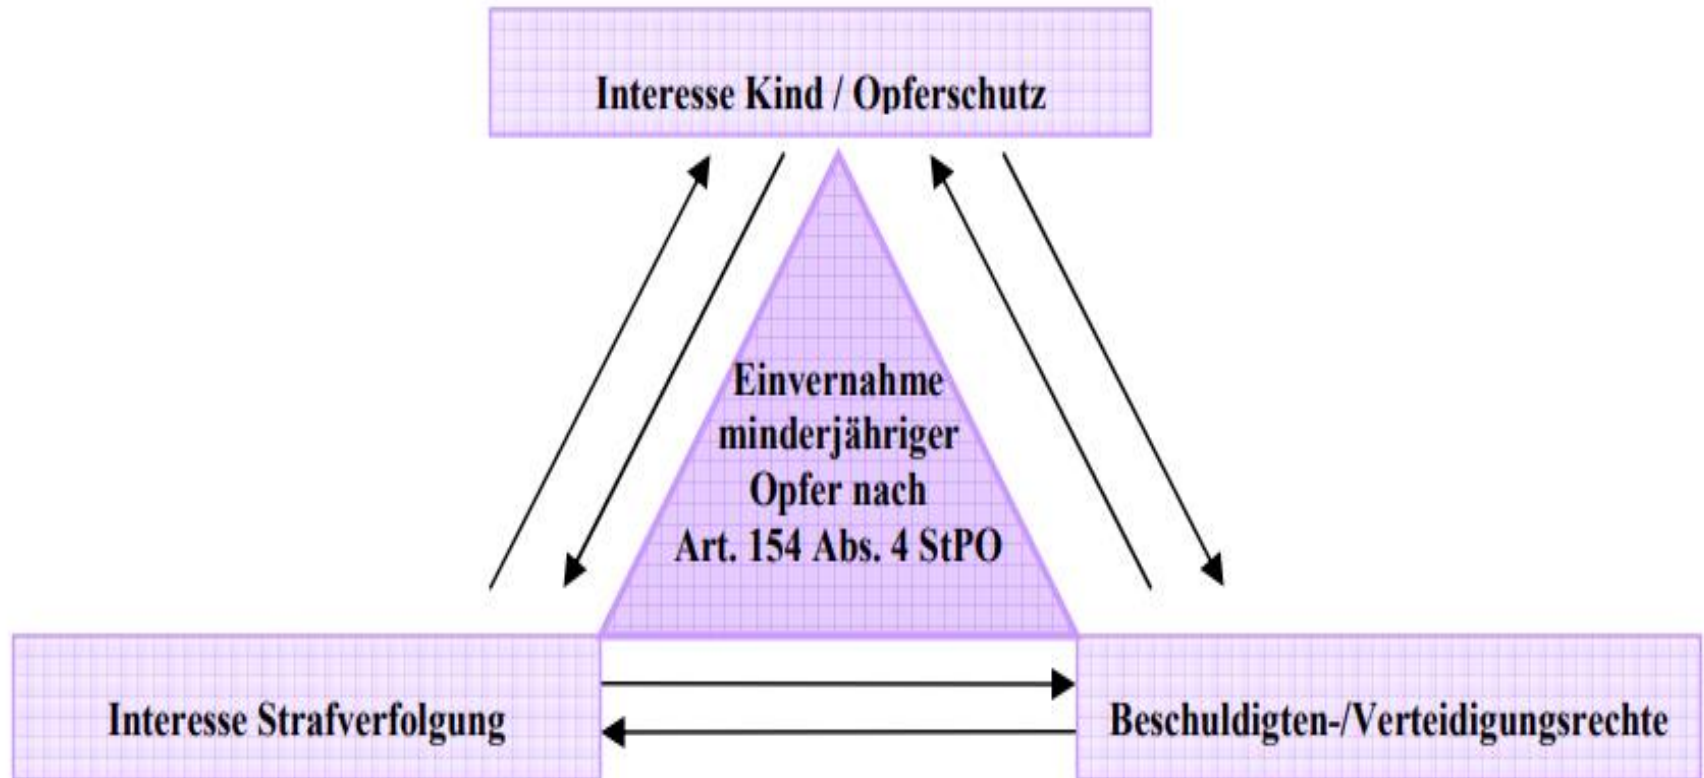 Interesse Kind / Opferschutz
Einvernahme
minderjähriger
Opfer nach
Art. 154 Abs. 4 StPO
Interesse Strafverfolgung
Beschuldigten-/Verteidigungsrechte